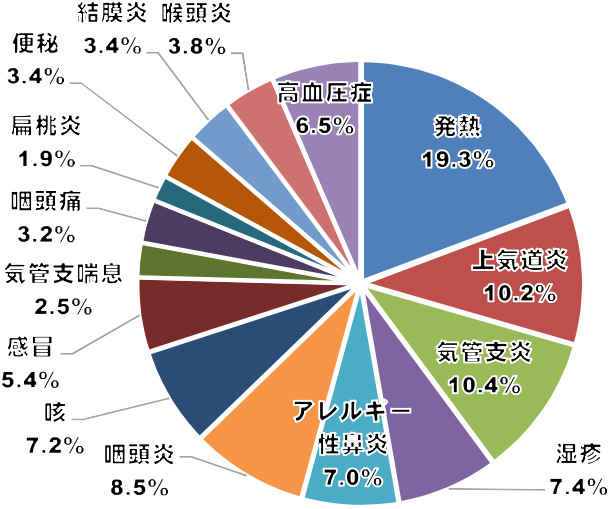 発熱
19.3%
上気道炎
10.2%
気管支炎
10.4%
湿疹
7.4%
アレルギー
性鼻炎
7.0%
咽頭炎
8.5%
咳
7.2%
感冒
5.4%
気管支喘息
2.5%
咽頭痛
3.2%
扁桃炎
1.9%
便秘
3.4%
結膜炎
3.4%
喉頭炎
3.8%
高血圧症
6.5%